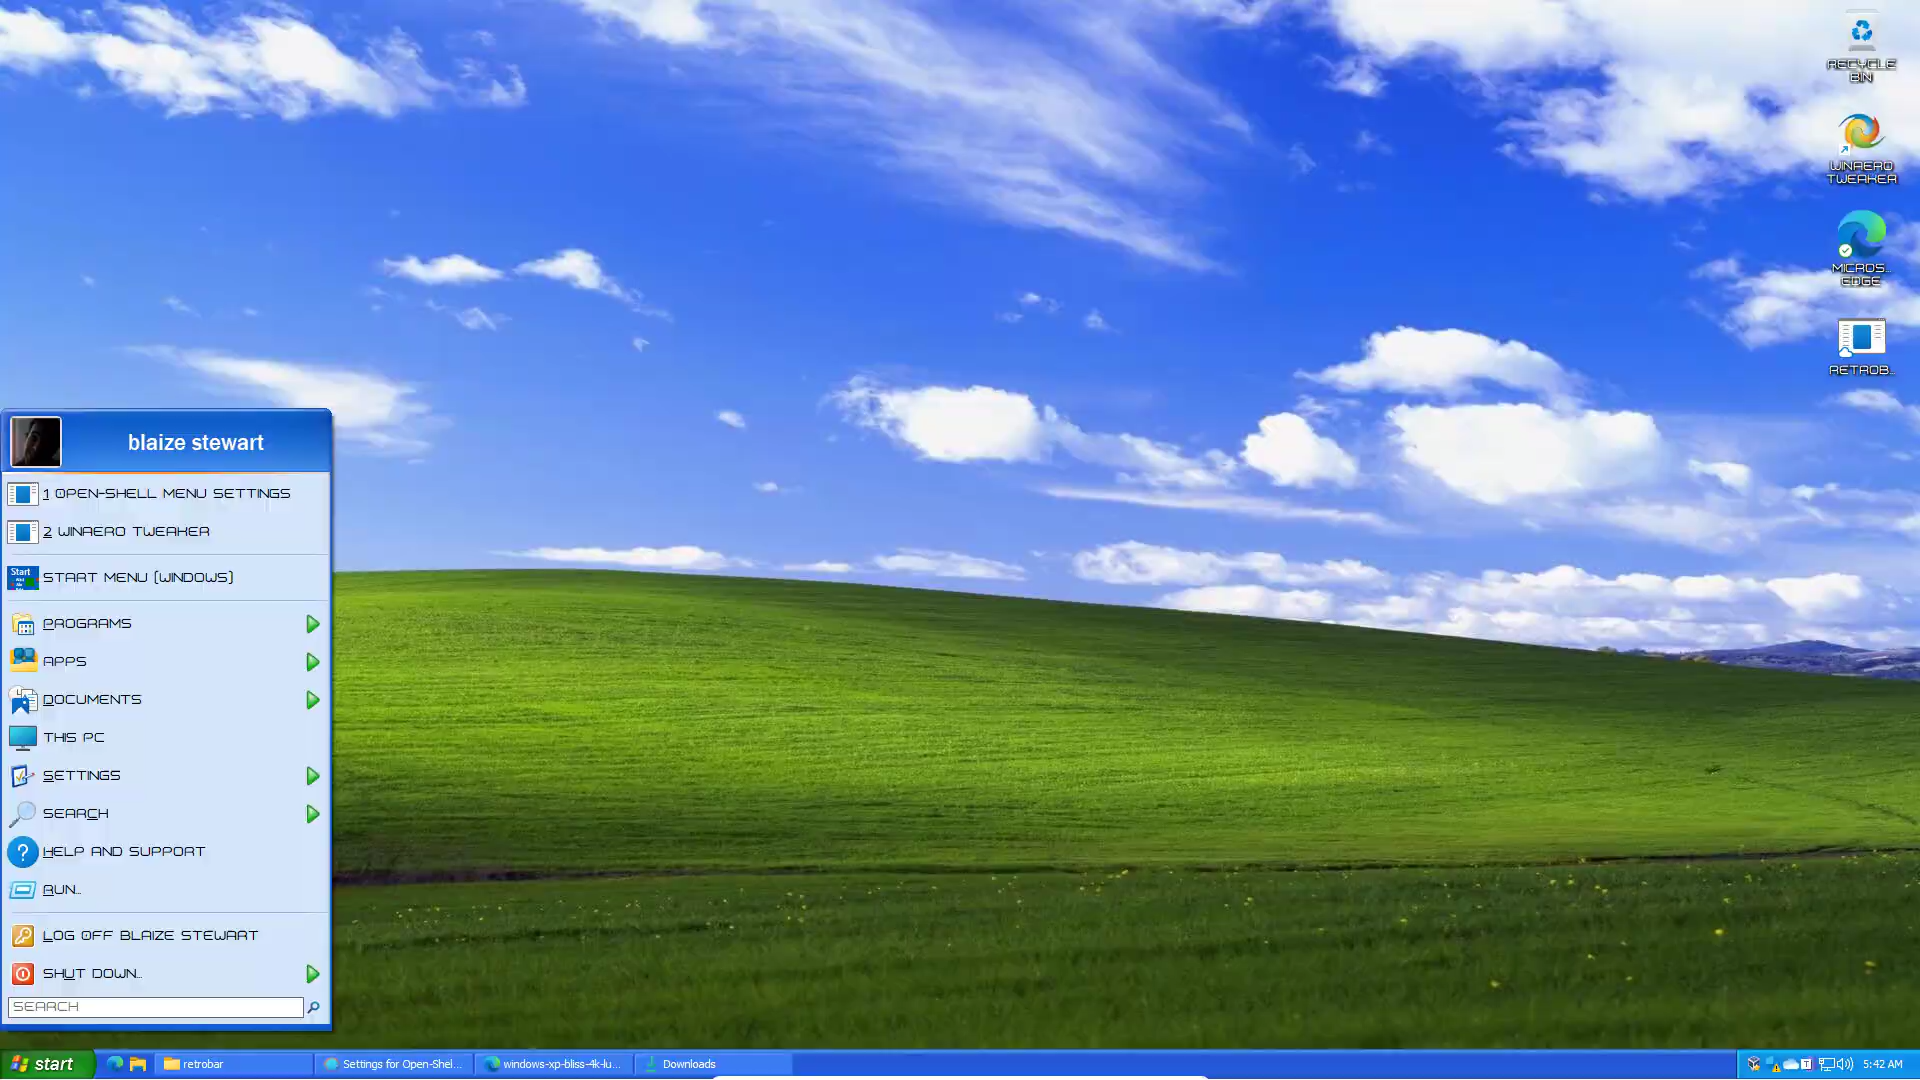 RECYCLE
BIN
WINAERO
TWEAKER
MICROS...
EDGE
RETROB...
blaize stewart
1 OPEN-SHELL MENU SETTINGS
2 WINAERO TWEAKER
Start
START MENU (WINDOWS)
PROGRAMS
APPS
DOCUMENTS
THIS PC
SETTINGS
SEARCH
HELP AND SUPPORT
RUN...
LOG OFF BLAIZE STEWART
SHUT DOWN...
SEARCH
start
retrobar
Settings for Open-Shel...
windows-xp-bliss-4k-lu...
Downloads
5:42 AM